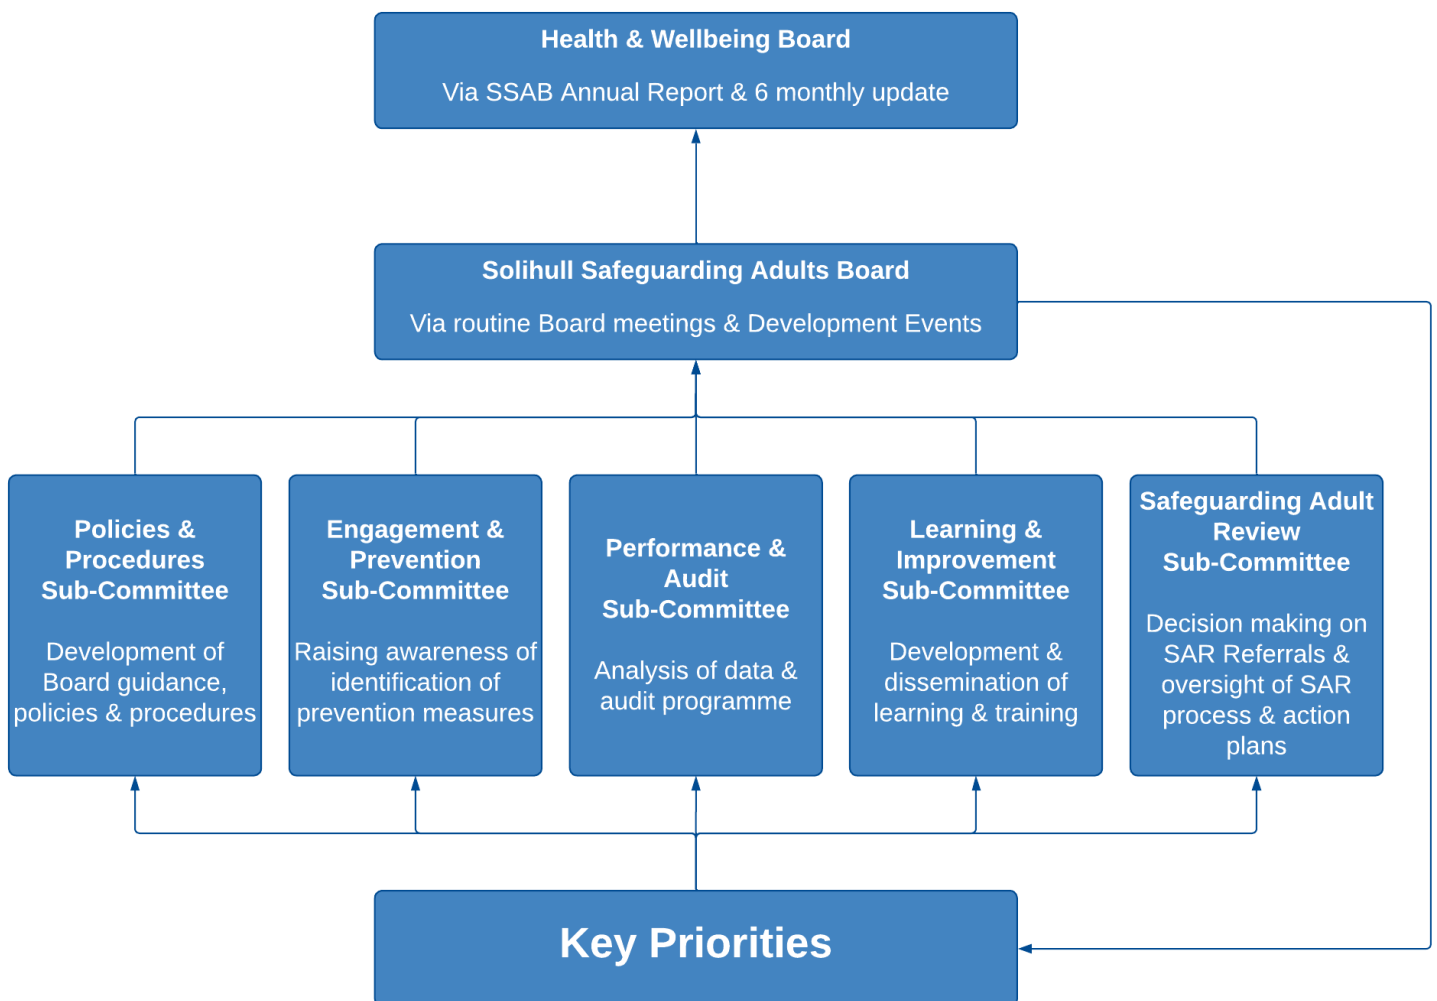 Health & Wellbeing Board
Via SSAB Annual Report & 6 monthly update
Solihull Safeguarding Adults Board
Via routine Board meetings & Development Events
Policies &
Procedures
Sub-Committee
Development of
Board guidance,
policies & procedures
Engagement &
Prevention
Sub-Committee
Raising awareness of
identification of
prevention measures
Performance &
Audit
Sub-Committee
Analysis of data &
audit programme
Learning &
Improvement
Sub-Committee
Development &
dissemination of
learning & training
Safeguarding Adult
Review
Sub-Committee
Decision making on
SAR Referrals &
oversight of SAR
process & action
plans
Key Priorities